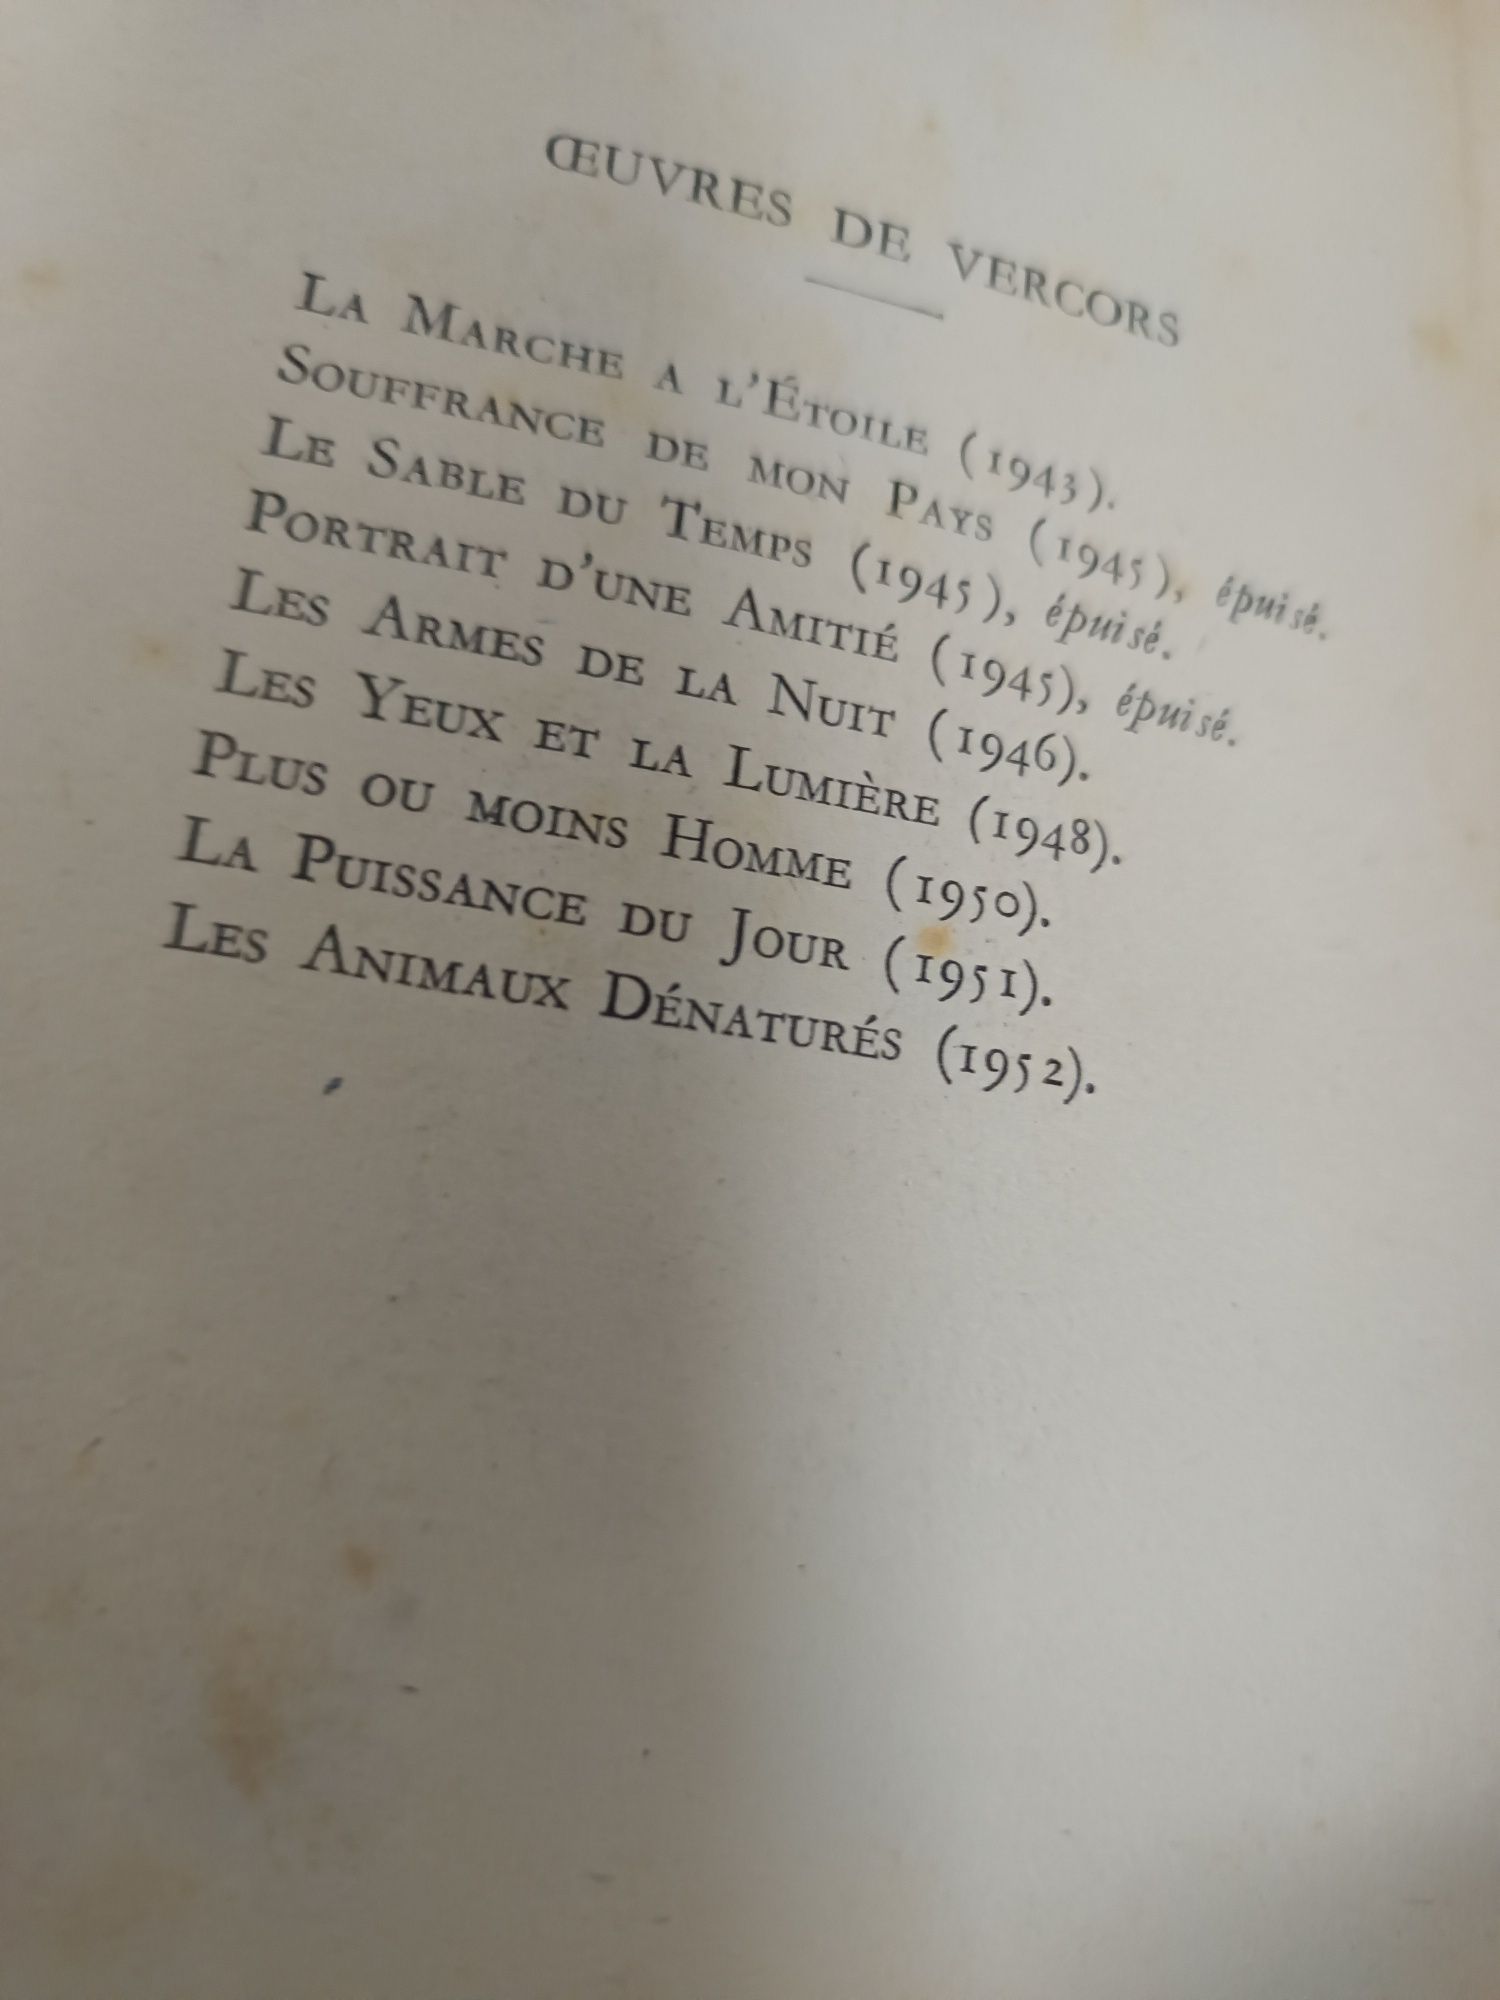 ŒUVRES DE VERCORS
LA MARCHE A L'ÉTOILE (1943).
SOUFFRANCE DE MON PAYS (1945), épuisé.
LE SABLE DU TEMPS (1945), épuisé.
PORTRAIT D'UNE AMITIÉ (1945), épuisé.
LES ARMES DE LA NUIT (1946).
LES YEUX ET LA LUMIÈRE (1948).
PLUS OU MOINS HOMME (1950).
LA PUISSANCE DU JOUR (1951).
LES ANIMAUX DÉNATURÉS (1952).